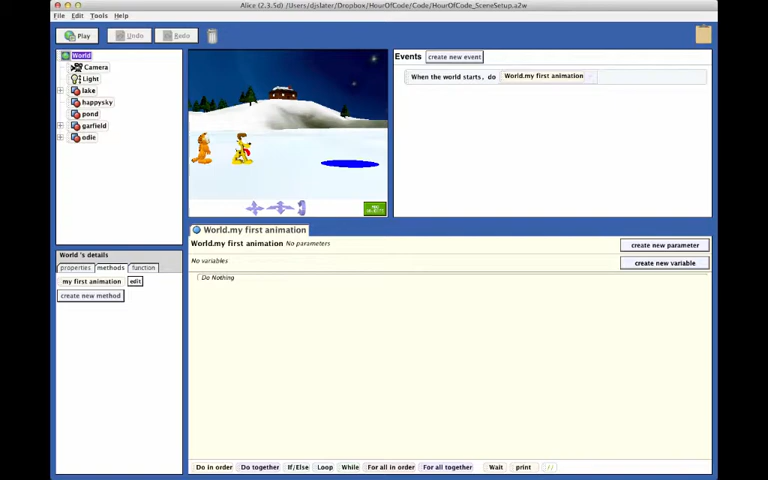 Alice (2.3.5d) /Users/djslater/Dropbox/HourOfCode/Code/HourOfCode_SceneSetup.a2w
File Edit Tools Help
Play Undo Redo
World
Camera
Light
lake
happysky
pond
garfield
odie
Events create new event
When the world starts, do World.my first animation
World 's details
properties methods function
my first animation edit
create new method
World.my first animation
World.my first animation No parameters
create new parameter
No variables
create new variable
Do Nothing
Do in order Do together If/Else Loop While For all in order For all together Wait print //